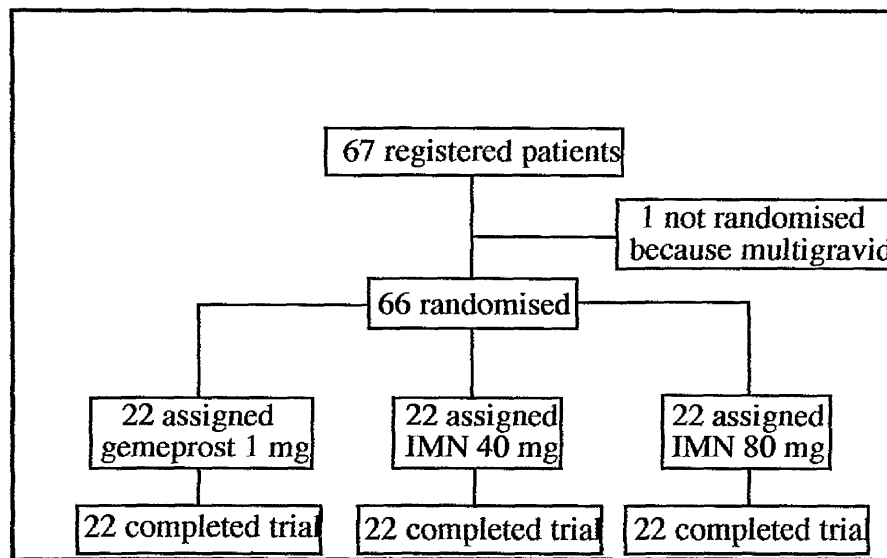 67 registered patients
1 not randomised
because multigravid
66 randomised
22 assigned
gemeprost 1 mg
22 assigned
IMN 40 mg
22 assigned
IMN 80 mg
22 completed trial
22 completed trial
22 completed trial